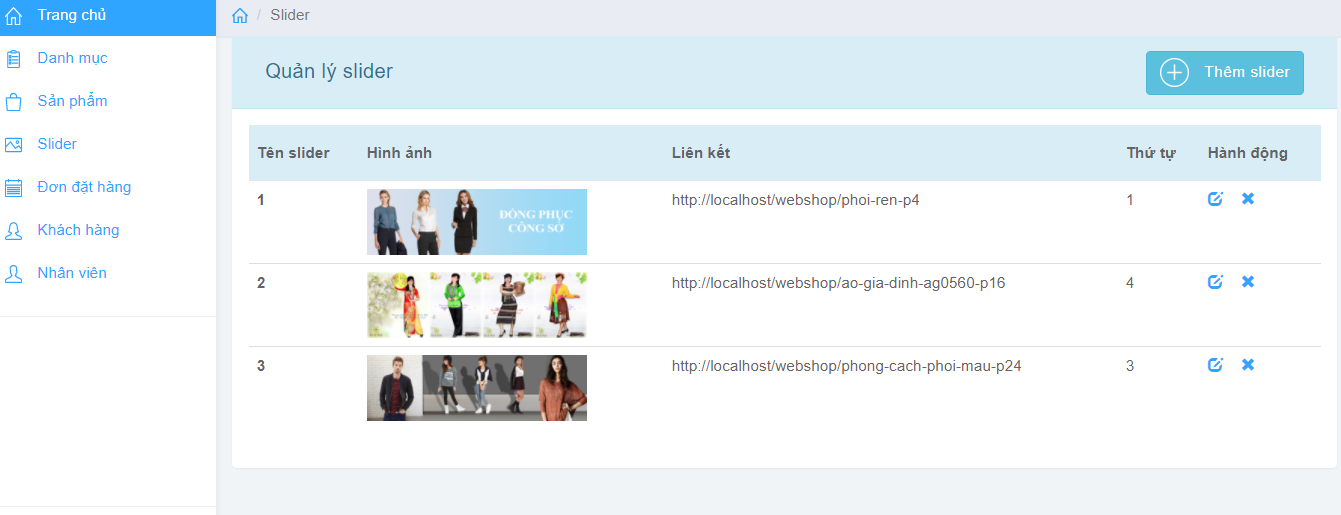 Trang chủ
/ Slider
Danh mục
Sản phẩm
Slider
Đơn đặt hàng
Khách hàng
Nhân viên
Quản lý slider
Thêm slider
Tên slider Hình ảnh Liên kết Thứ tự Hành động
1 http://localhost/webshop/phoi-ren-p4 1
ĐỒNG PHỤC
CÔNG SỞ
2 http://localhost/webshop/ao-gia-dinh-ag0560-p16 4
3 http://localhost/webshop/phong-cach-phoi-mau-p24 3